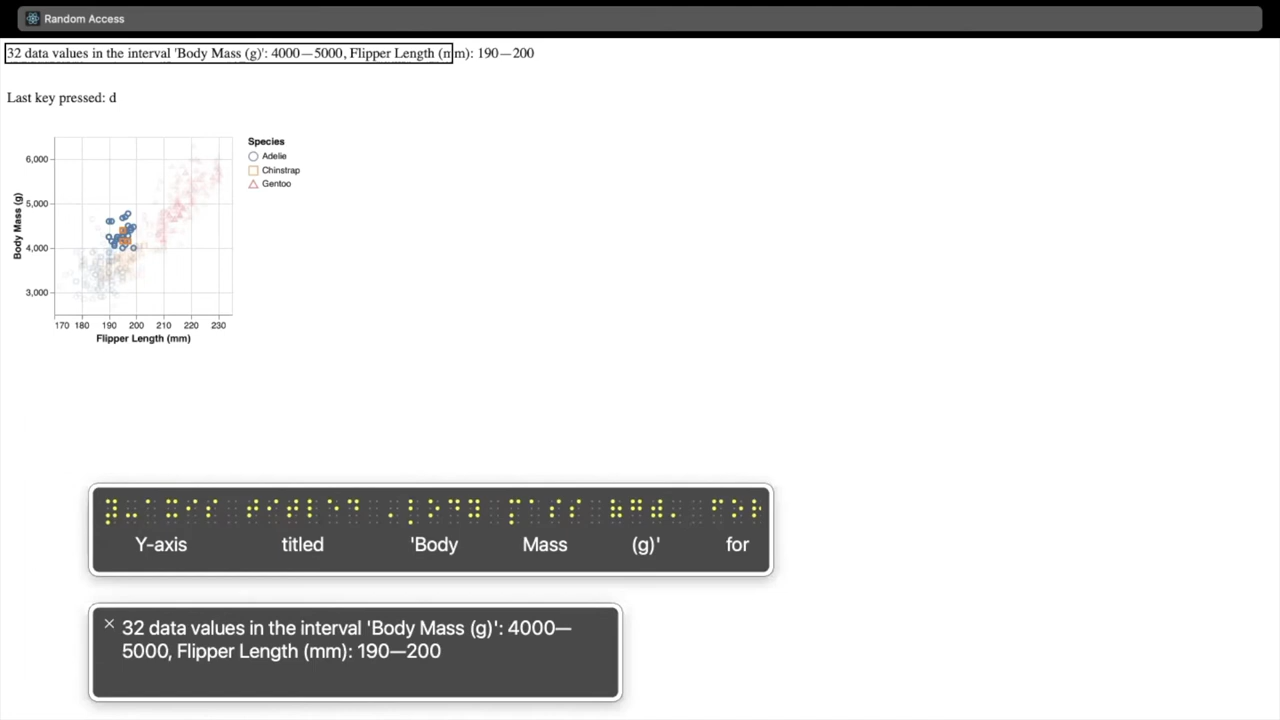 Random Access
32 data values in the interval 'Body Mass (g)': 4000—5000, Flipper Length (mm): 190—200
Last key pressed: d
Species
Adelie
Chinstrap
Gentoo
Body Mass (g)
6,000
5,000
4,000
3,000
170 180 190 200 210 220 230
Flipper Length (mm)
Y-axis titled 'Body Mass (g)' for
× 32 data values in the interval 'Body Mass (g)': 4000—
5000, Flipper Length (mm): 190—200